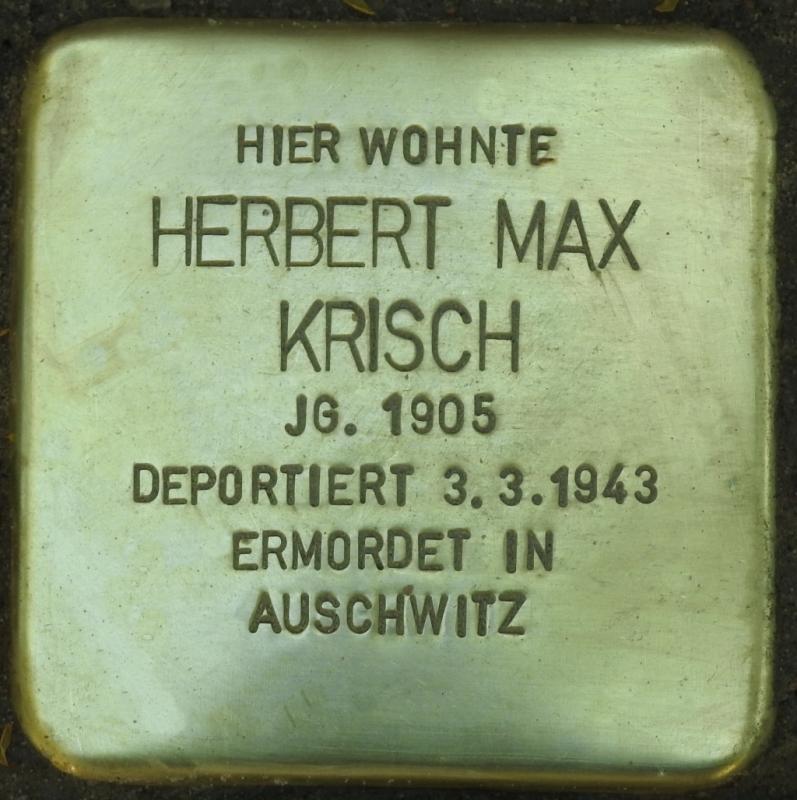 HIER WOHNTE
HERBERT MAX
KRISCH
JG. 1905
DEPORTIERT 3.3.1943
ERMORDET IN
AUSCHWITZ